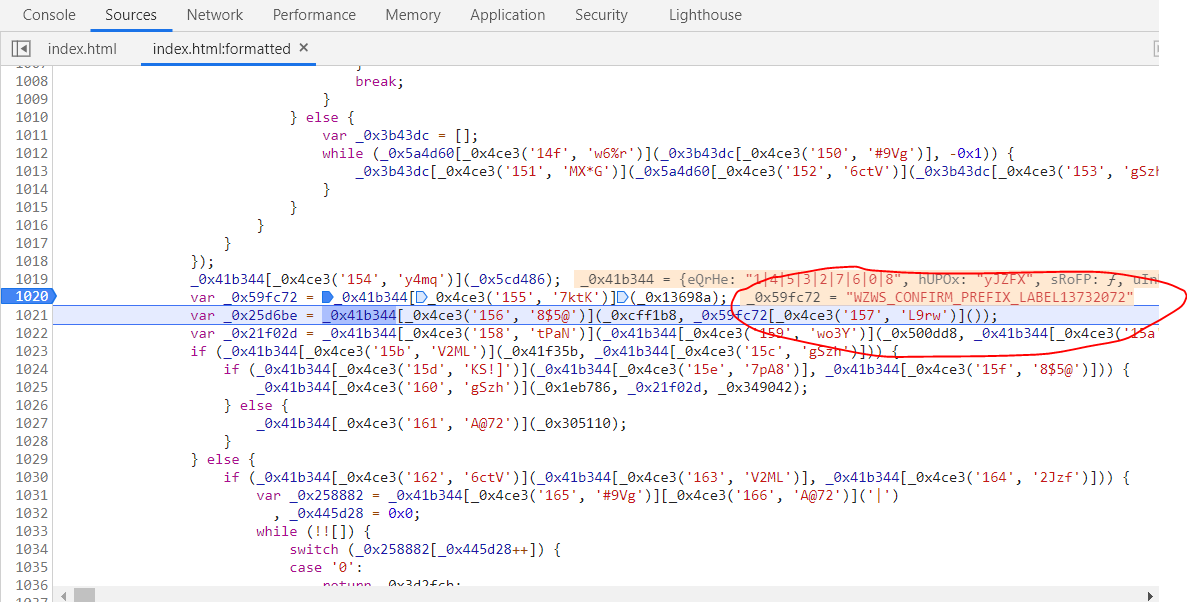 Console Sources Network Performance Memory Application Security Lighthouse
index.html index.html:formatted ×
1007 }
1008 break;
1009 }
1010 } else {
1011 var _0x3b43dc = [];
1012 while (_0x5a4d60[_0x4ce3('14f', 'w6%r')](_0x3b43dc[_0x4ce3('150', '#9Vg')], -0x1)) {
1013 _0x3b43dc[_0x4ce3('151', 'MX*G')](_0x5a4d60[_0x4ce3('152', '6ctV')](_0x3b43dc[_0x4ce3('153', 'gSzh
1014 }
1015 }
1016 }
1017 }
1018 });
1019 _0x41b344[_0x4ce3('154', 'y4mq')](_0x5cd486); _0x41b344 = {eQrHe: "1|4|5|3|2|7|6|0|8", hUPOx: "yJZFX", sRoFP: ƒ, uIn
1020 var _0x59fc72 = _0x41b344[_0x4ce3('155', '7ktK')](_0x13698a); _0x59fc72 = "WZWS_CONFIRM_PREFIX_LABEL13732072"
1021 var _0x25d6be = _0x41b344[_0x4ce3('156', '8$5@')](_0xcff1b8, _0x59fc72[_0x4ce3('157', 'L9rw')]());
1022 var _0x21f02d = _0x41b344[_0x4ce3('158', 'tPaN')](_0x41b344[_0x4ce3('159', 'wo3Y')](_0x500dd8, _0x41b344[_0x4ce3('15a
1023 if (_0x41b344[_0x4ce3('15b', 'V2ML')](_0x41f35b, _0x41b344[_0x4ce3('15c', 'gSzh')])) {
1024 if (_0x41b344[_0x4ce3('15d', 'KS!]')](_0x41b344[_0x4ce3('15e', '7pA8')], _0x41b344[_0x4ce3('15f', '8$5@')])) {
1025 _0x41b344[_0x4ce3('160', 'gSzh')](_0x1eb786, _0x21f02d, _0x349042);
1026 } else {
1027 _0x41b344[_0x4ce3('161', 'A@72')](_0x305110);
1028 }
1029 } else {
1030 if (_0x41b344[_0x4ce3('162', '6ctV')](_0x41b344[_0x4ce3('163', 'V2ML')], _0x41b344[_0x4ce3('164', '2Jzf')])) {
1031 var _0x258882 = _0x41b344[_0x4ce3('165', '#9Vg')][_0x4ce3('166', 'A@72')]('|')
1032 , _0x445d28 = 0x0;
1033 while (!![]) {
1034 switch (_0x258882[_0x445d28++]) {
1035 case '0':
1036 return _0x3d2fcb;